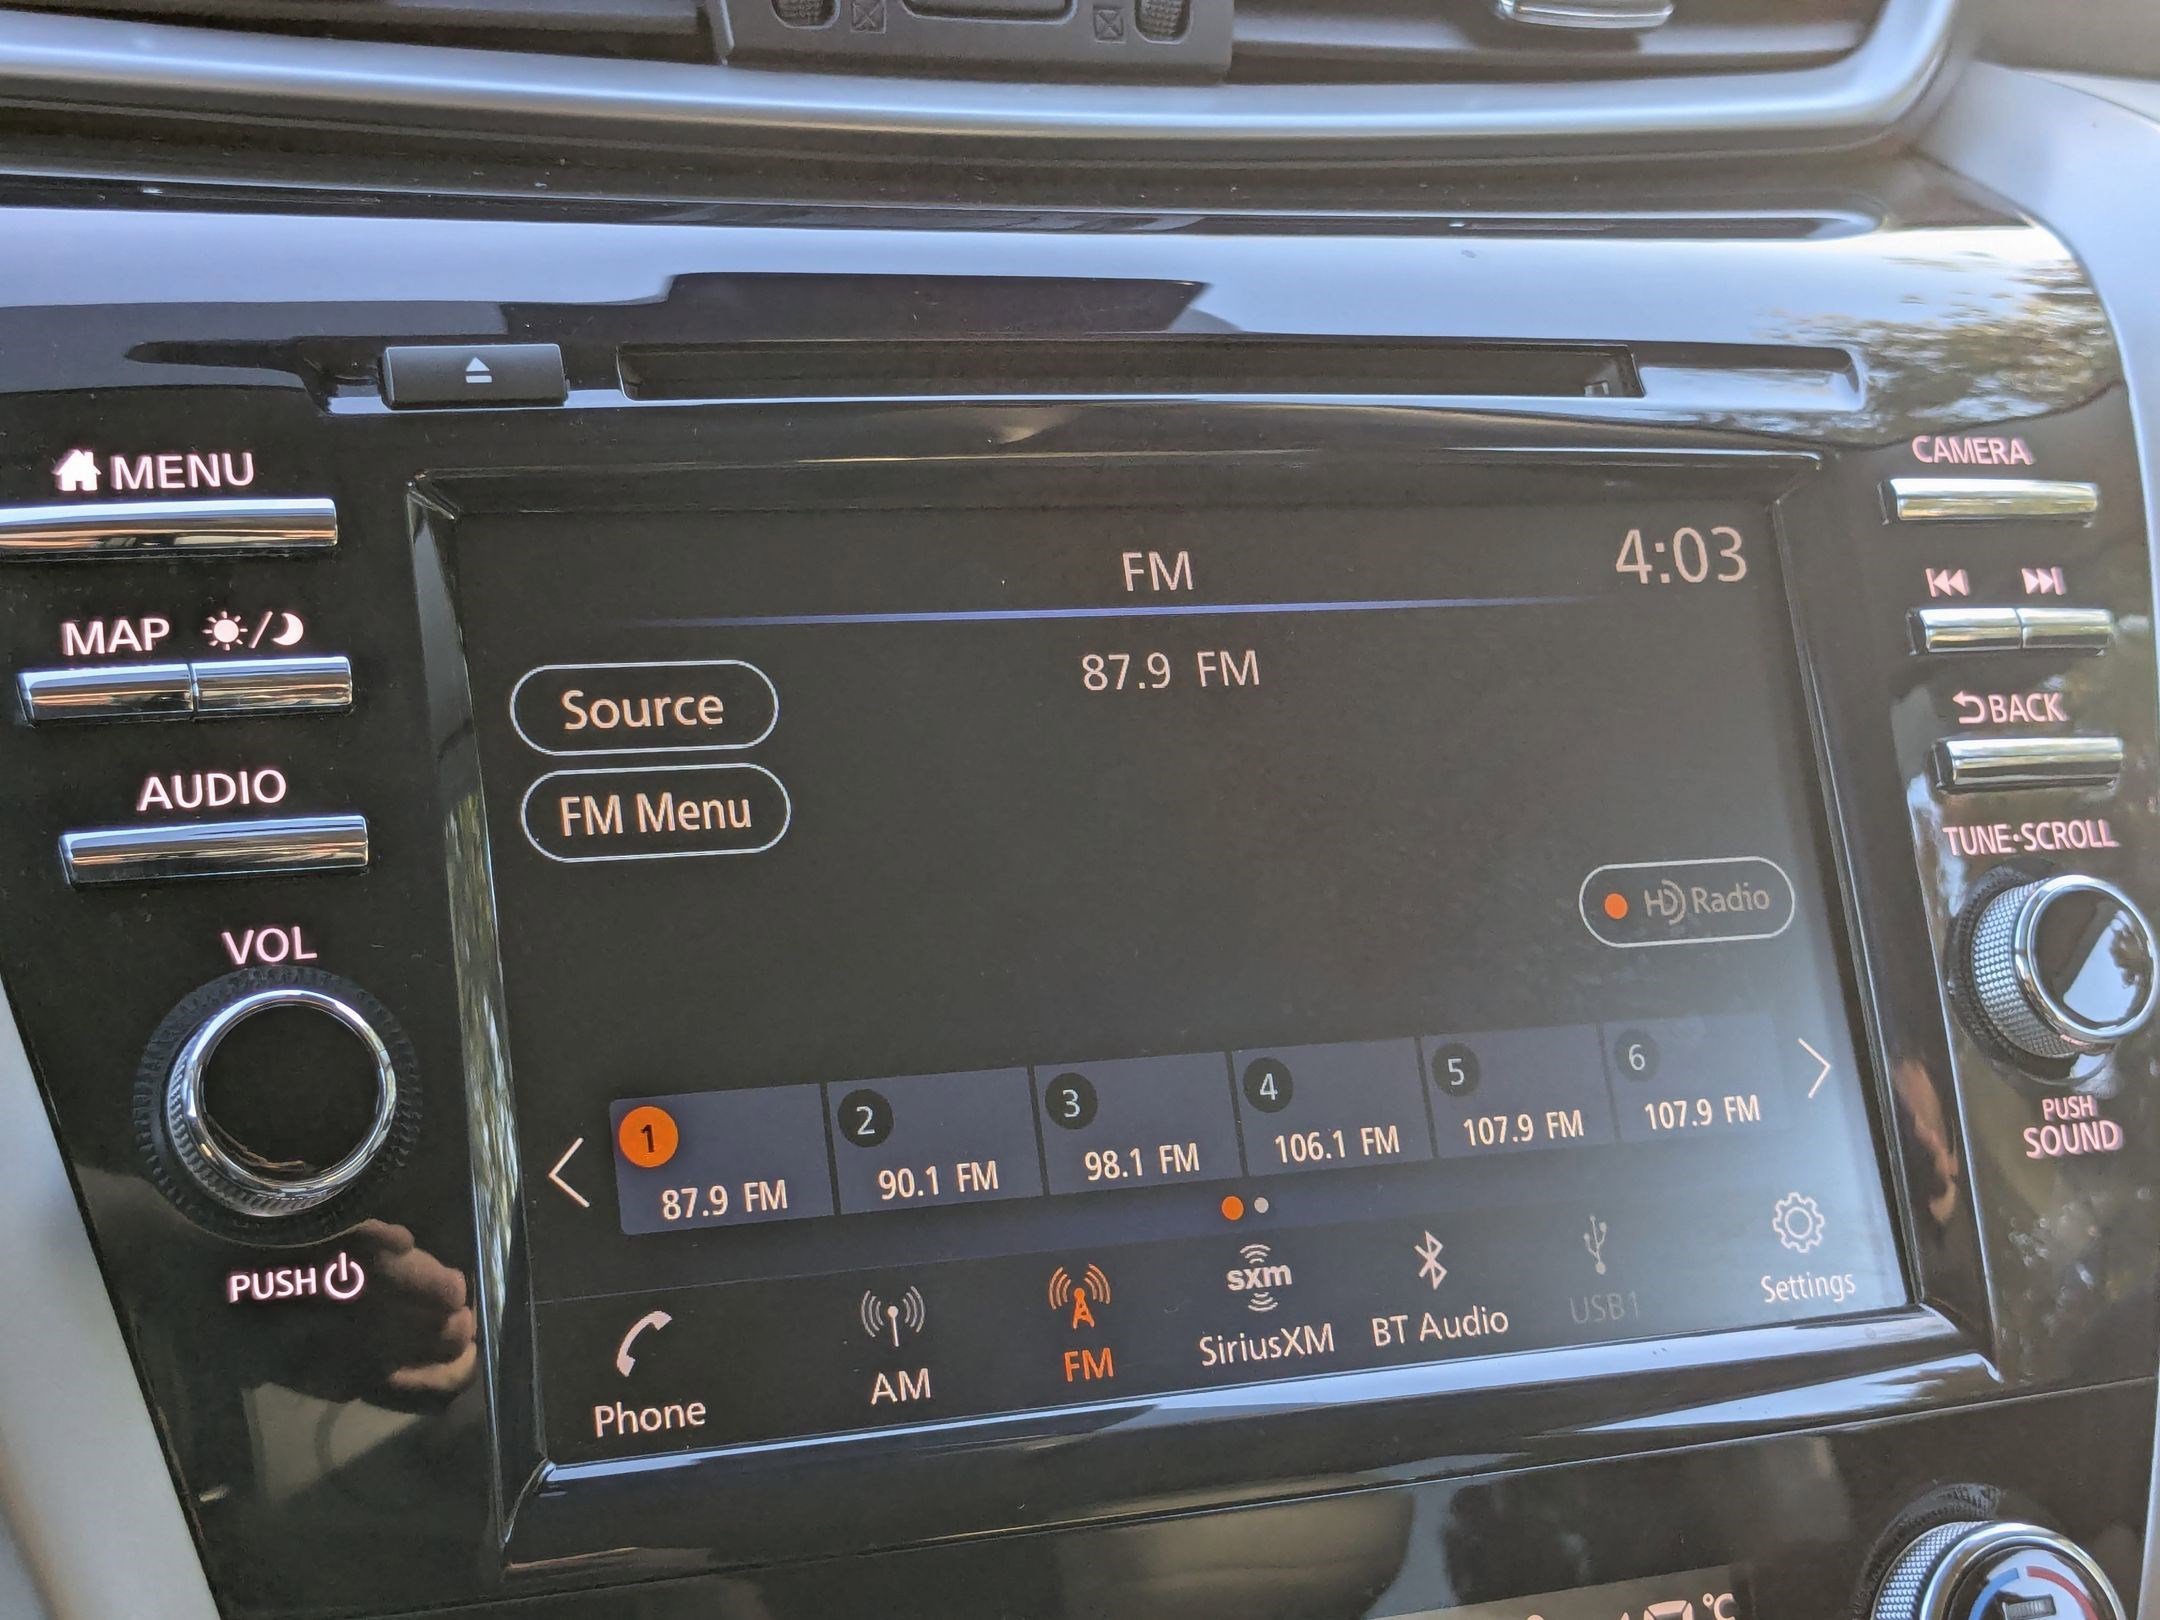 MENU
MAP
AUDIO
VOL
PUSH
FM
4:03
87.9 FM
Source
FM Menu
HD Radio
1
87.9 FM
2
90.1 FM
3
98.1 FM
4
106.1 FM
5
107.9 FM
6
107.9 FM
Phone
AM
FM
sxm
SiriusXM
BT Audio
USB1
Settings
CAMERA
BACK
TUNE·SCROLL
PUSH
SOUND
°C